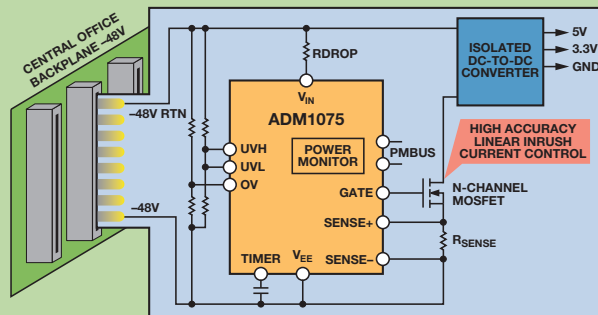 CENTRAL OFFICE
BACKPLANE –48V
–48V RTN
–48V
RDROP
VIN
ADM1075
POWER
MONITOR
UVH
UVL
OV
PMBUS
GATE
SENSE+
SENSE–
TIMER
VEE
ISOLATED
DC-TO-DC
CONVERTER
5V
3.3V
GND
HIGH ACCURACY
LINEAR INRUSH
CURRENT CONTROL
N-CHANNEL
MOSFET
RSENSE